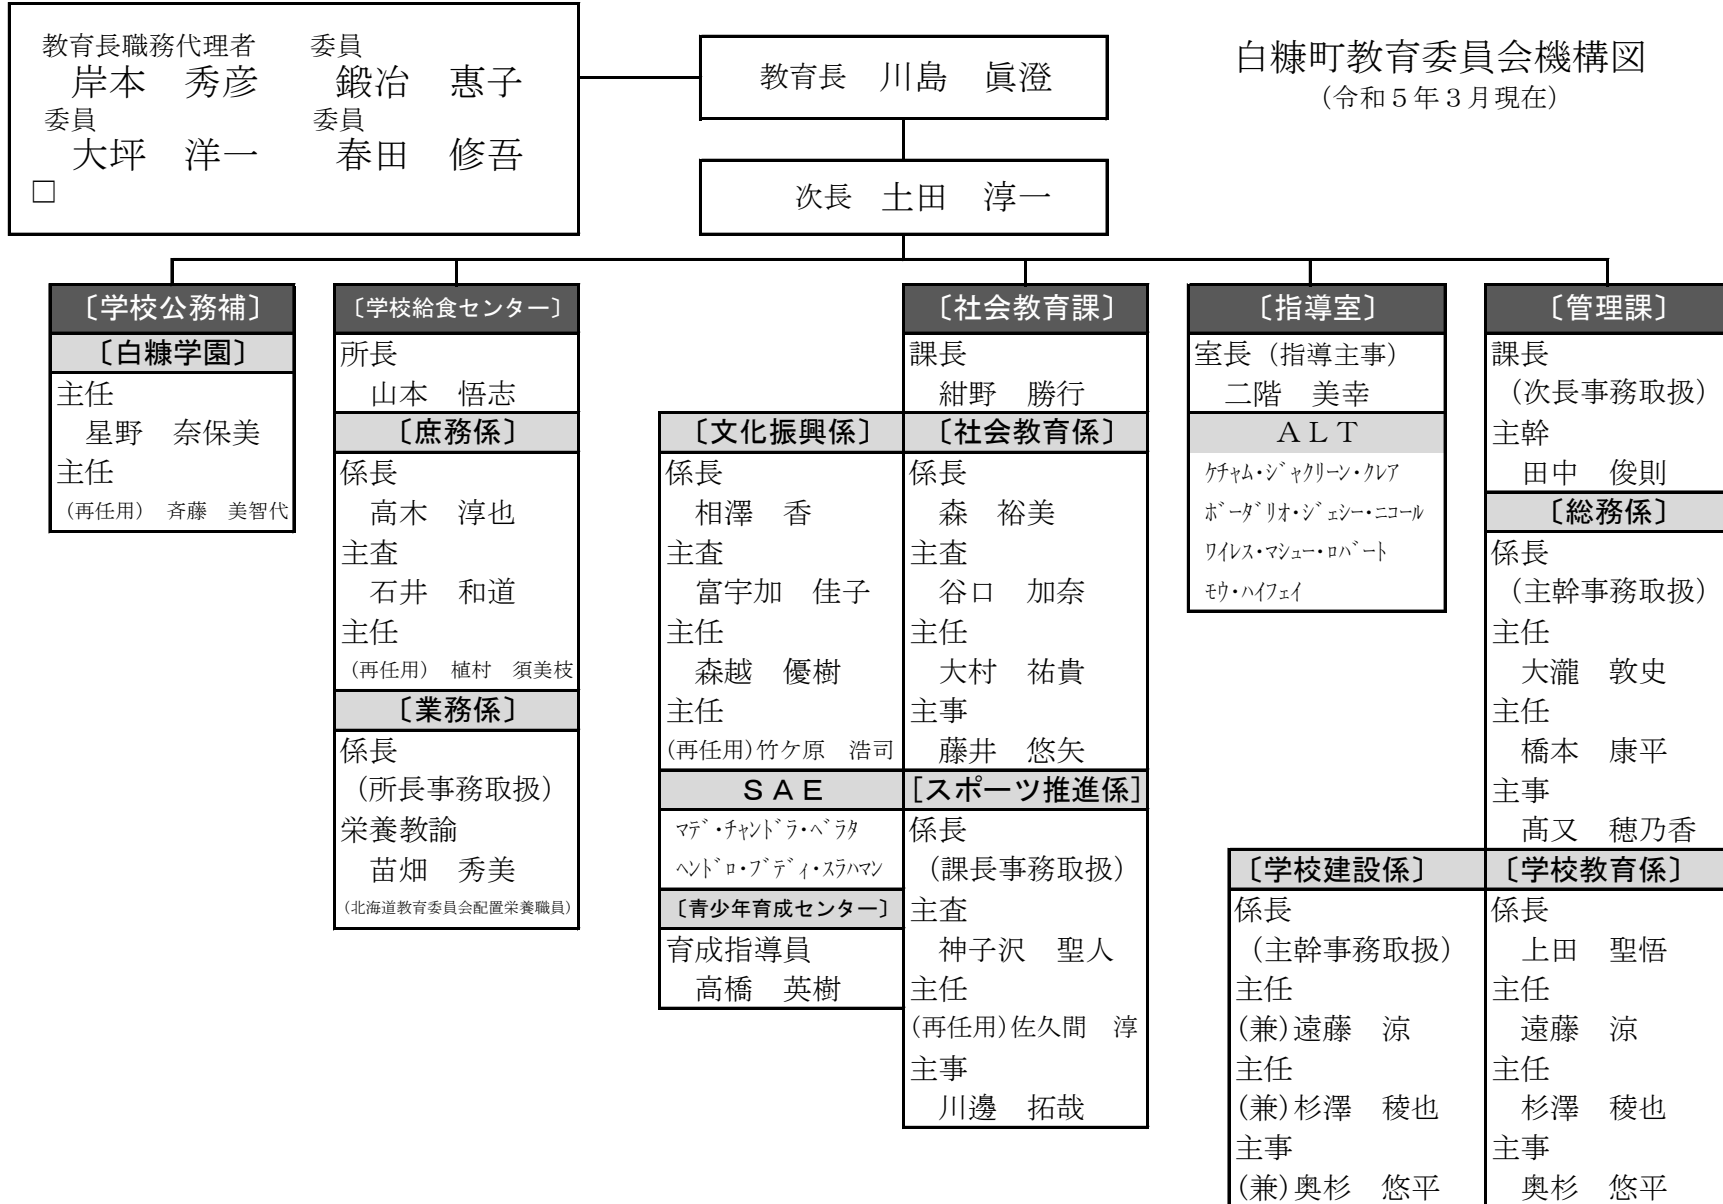 白糠町教育委員会機構図
（令和５年３月現在）
教育長職務代理者　委員
岸本　秀彦　鍛冶　惠子
委員　委員
大坪　洋一　春田　修吾
□
教育長　川島　眞澄
次長　土田　淳一
〔学校公務補〕
〔白糠学園〕
主任
星野　奈保美
主任
（再任用）　斉藤　美智代
〔学校給食センター〕
所長
山本　悟志
〔庶務係〕
係長
高木　淳也
主査
石井　和道
主任
（再任用）　植村　須美枝
〔業務係〕
係長
（所長事務取扱）
栄養教諭
苗畑　秀美
（北海道教育委員会配置栄養職員）
〔文化振興係〕
係長
相澤　香
主査
富宇加　佳子
主任
森越　優樹
主任
(再任用)竹ケ原　浩司
ＳＡＥ
ﾏﾃﾞ・ﾁｬﾝﾄﾞﾗ・ﾍﾞﾗﾀ
ﾍﾝﾄﾞﾛ・ﾌﾞﾃﾞｨ・ｽﾗﾊﾏﾝ
〔青少年育成センター〕
育成指導員
高橋　英樹
〔社会教育課〕
課長
紺野　勝行
〔社会教育係〕
係長
森　裕美
主査
谷口　加奈
主任
大村　祐貴
主事
藤井　悠矢
[スポーツ推進係]
係長
（課長事務取扱）
主査
神子沢　聖人
主任
(再任用)佐久間　淳
主事
川邊　拓哉
〔指導室〕
室長（指導主事）
二階　美幸
ＡＬＴ
ｹﾁｬﾑ・ｼﾞｬｸﾘｰﾝ・ｸﾚｱ
ﾎﾞｰﾀﾞﾘｵ・ｼﾞｪｼｰ・ﾆｺｰﾙ
ﾜｲﾚｽ・ﾏｼｭｰ・ﾛﾊﾞｰﾄ
ﾓｳ・ﾊｲﾌｪｲ
〔管理課〕
課長
（次長事務取扱）
主幹
田中　俊則
〔総務係〕
係長
（主幹事務取扱）
主任
大瀧　敦史
主任
橋本　康平
主事
髙又　穂乃香
〔学校建設係〕
係長
（主幹事務取扱）
主任
(兼)遠藤　涼
主任
(兼)杉澤　稜也
主事
(兼)奥杉　悠平
〔学校教育係〕
係長
上田　聖悟
主任
遠藤　涼
主任
杉澤　稜也
主事
奥杉　悠平